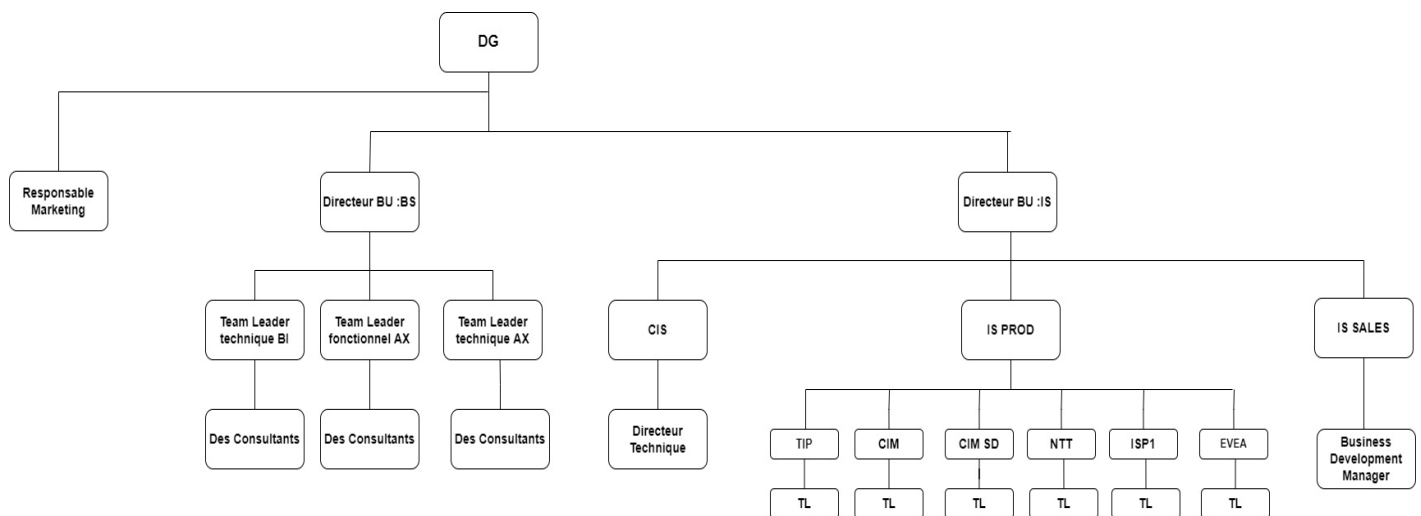 DG
Responsable
Marketing
Directeur BU :BS
Directeur BU :IS
Team Leader
technique BI
Team Leader
fonctionnel AX
Team Leader
technique AX
CIS
IS PROD
IS SALES
Des Consultants
Des Consultants
Des Consultants
Directeur
Technique
TIP
CIM
CIM SD
NTT
ISP1
EVEA
Business
Development
Manager
TL
TL
TL
TL
TL
TL